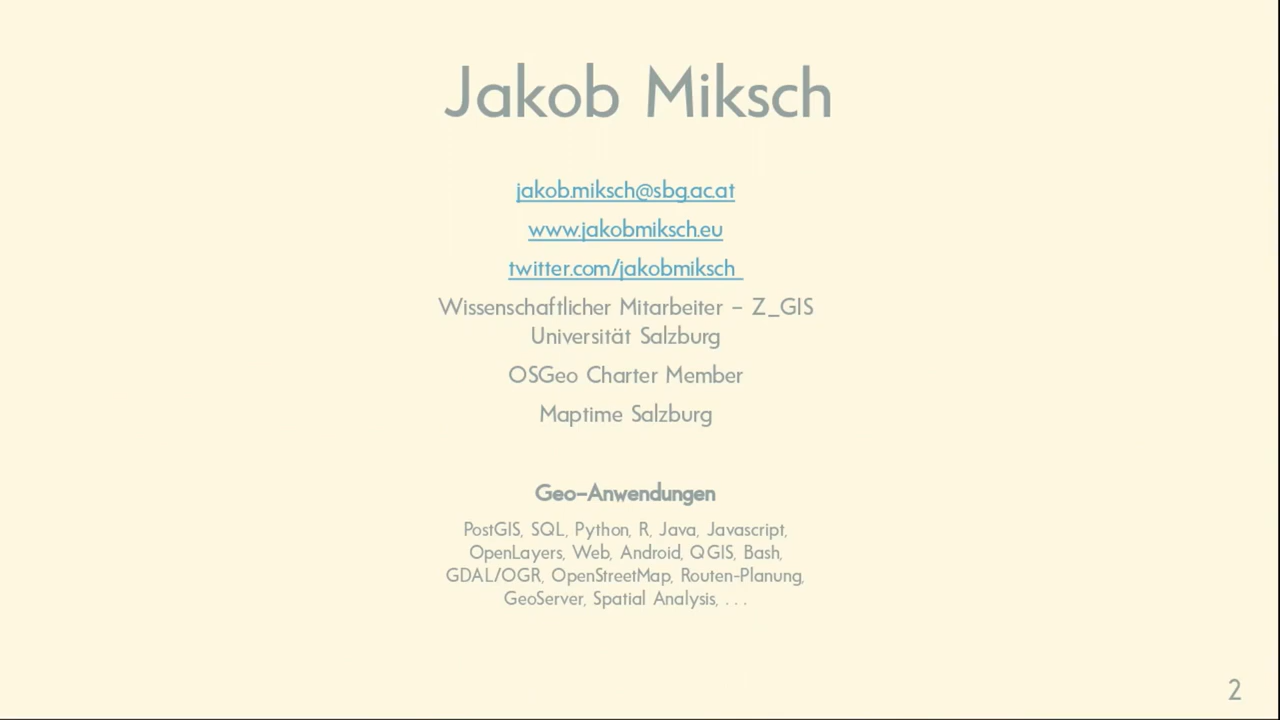 Jakob Miksch
jakob.miksch@sbg.ac.at
www.jakobmiksch.eu
twitter.com/jakobmiksch
Wissenschaftlicher Mitarbeiter – Z_GIS
Universität Salzburg
OSGeo Charter Member
Maptime Salzburg
Geo-Anwendungen
PostGIS, SQL, Python, R, Java, Javascript,
OpenLayers, Web, Android, QGIS, Bash,
GDAL/OGR, OpenStreetMap, Routen-Planung,
GeoServer, Spatial Analysis, . . .
2